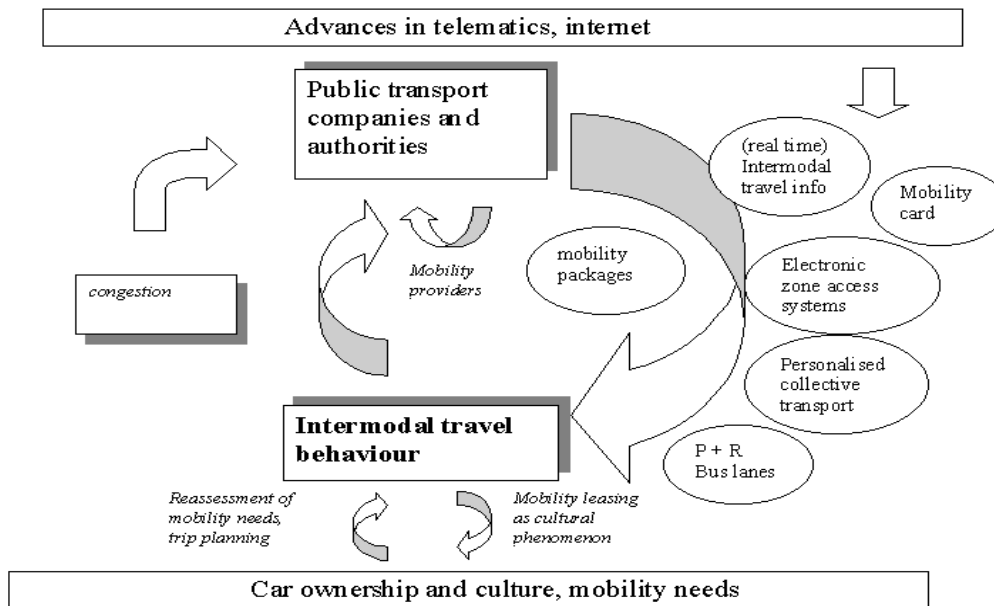 Advances in telematics, internet
Public transport
companies and
authorities
(real time)
Intermodal
travel info
Mobility
card
mobility
packages
Mobility
providers
Electronic
zone access
systems
congestion
Personalised
collective
transport
Intermodal travel
behaviour
P + R
Bus lanes
Reassessment of
mobility needs,
trip planning
Mobility leasing
as cultural
phenomenon
Car ownership and culture, mobility needs